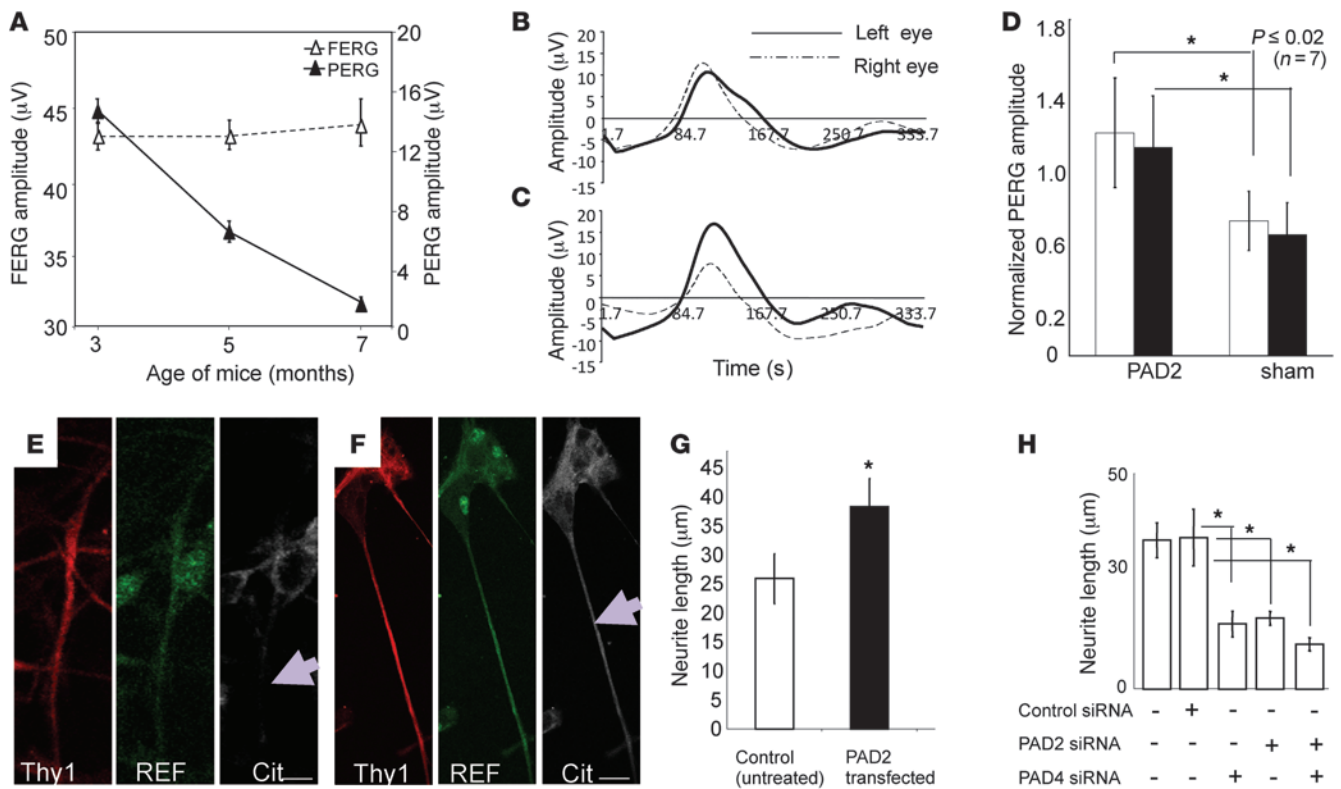 A
50
45
40
35
30
FERG amplitude (µV)
FERG
PERG
20
16
12
8
4
0
PERG amplitude (µV)
3 5 7
Age of mice (months)
B
20
15
10
5
0
-5
-10
-15
Amplitude (µV)
1.7 84.7 167.7 250.7 333.7
Left eye
Right eye
C
20
15
10
5
0
-5
-10
-15
Amplitude (µV)
1.7 84.7 167.7 250.7 333.7
Time (s)
D
1.8
1.4
1.0
0.6
0.2
0
Normalized PERG amplitude
*
*
P ≤ 0.02
(n = 7)
PAD2 sham
E
Thy1 REF Cit
F
Thy1 REF Cit
G
45
40
35
30
25
20
15
10
5
0
Neurite length (µm)
*
Control
(untreated)
PAD2
transfected
H
50
30
0
Neurite length (µm)
*
*
*
Control siRNA - + - - -
PAD2 siRNA - - - + +
PAD4 siRNA - - + - +